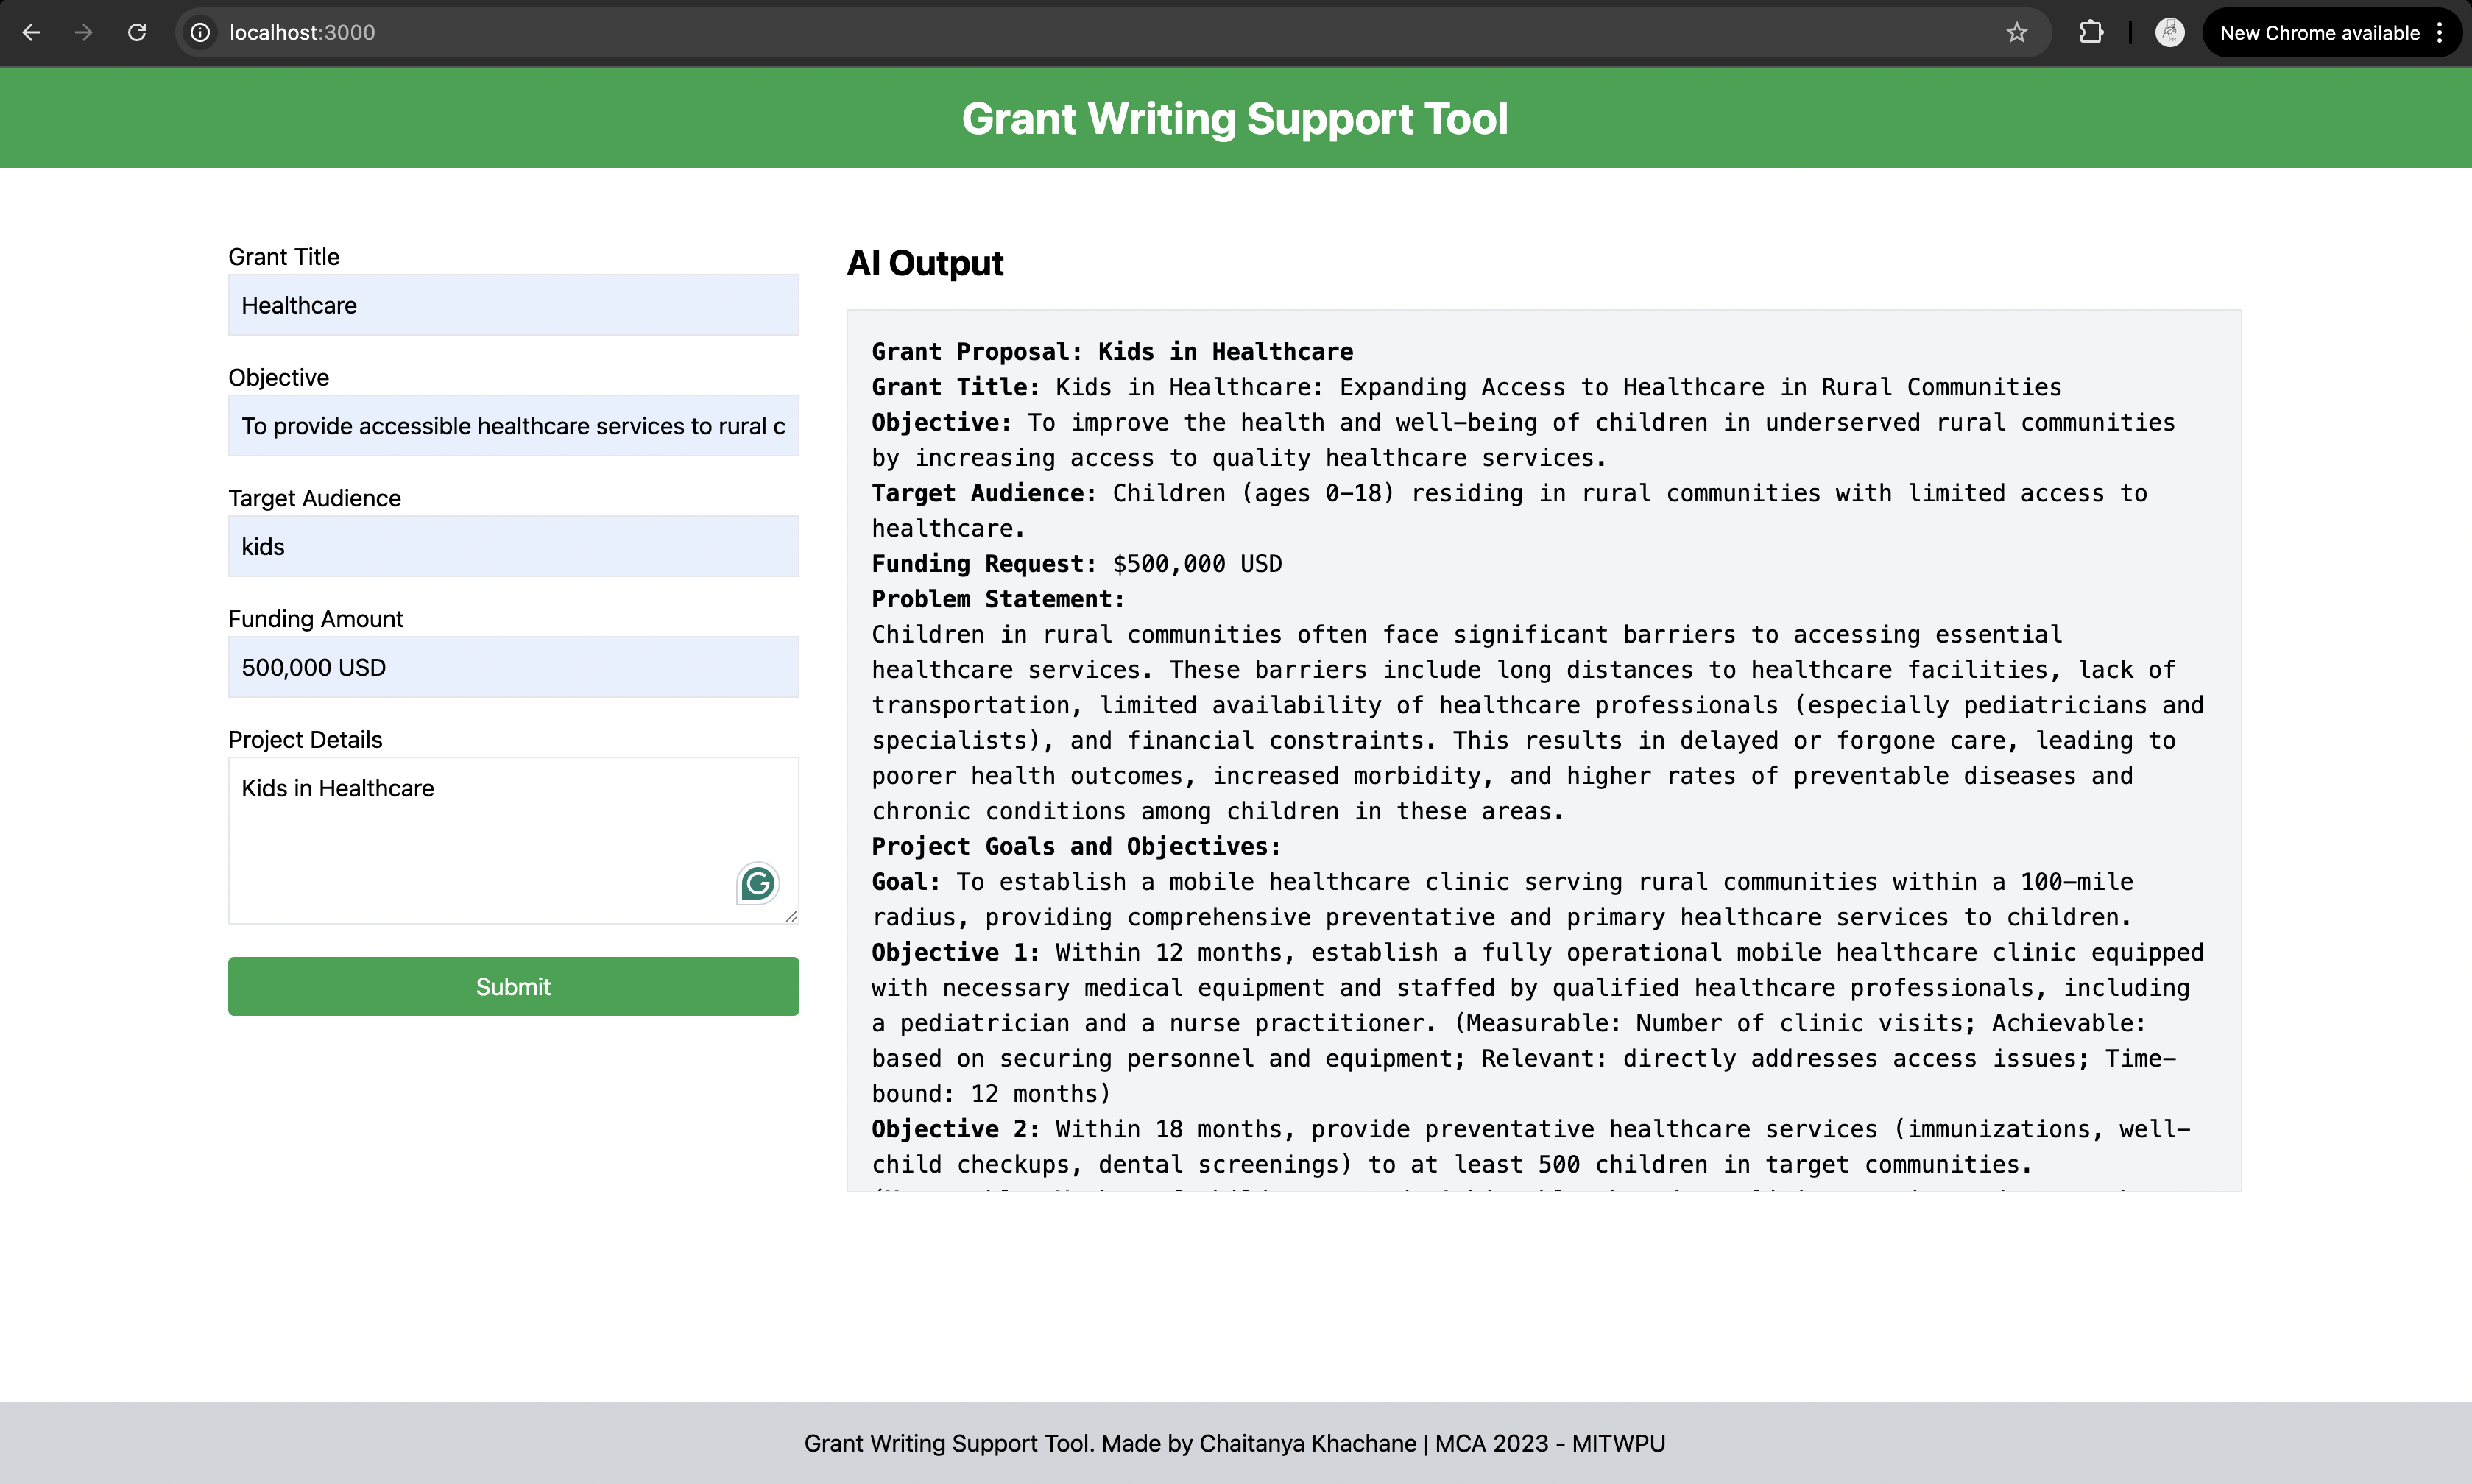 localhost:3000
New Chrome available
Grant Writing Support Tool
Grant Title
Healthcare
Objective
To provide accessible healthcare services to rural c
Target Audience
kids
Funding Amount
500,000 USD
Project Details
Kids in Healthcare
Submit
AI Output
Grant Proposal: Kids in Healthcare
Grant Title: Kids in Healthcare: Expanding Access to Healthcare in Rural Communities
Objective: To improve the health and well-being of children in underserved rural communities
by increasing access to quality healthcare services.
Target Audience: Children (ages 0-18) residing in rural communities with limited access to
healthcare.
Funding Request: $500,000 USD
Problem Statement:
Children in rural communities often face significant barriers to accessing essential
healthcare services. These barriers include long distances to healthcare facilities, lack of
transportation, limited availability of healthcare professionals (especially pediatricians and
specialists), and financial constraints. This results in delayed or forgone care, leading to
poorer health outcomes, increased morbidity, and higher rates of preventable diseases and
chronic conditions among children in these areas.
Project Goals and Objectives:
Goal: To establish a mobile healthcare clinic serving rural communities within a 100-mile
radius, providing comprehensive preventative and primary healthcare services to children.
Objective 1: Within 12 months, establish a fully operational mobile healthcare clinic equipped
with necessary medical equipment and staffed by qualified healthcare professionals, including
a pediatrician and a nurse practitioner. (Measurable: Number of clinic visits; Achievable:
based on securing personnel and equipment; Relevant: directly addresses access issues; Time-
bound: 12 months)
Objective 2: Within 18 months, provide preventative healthcare services (immunizations, well-
child checkups, dental screenings) to at least 500 children in target communities.
Grant Writing Support Tool. Made by Chaitanya Khachane | MCA 2023 - MITWPU